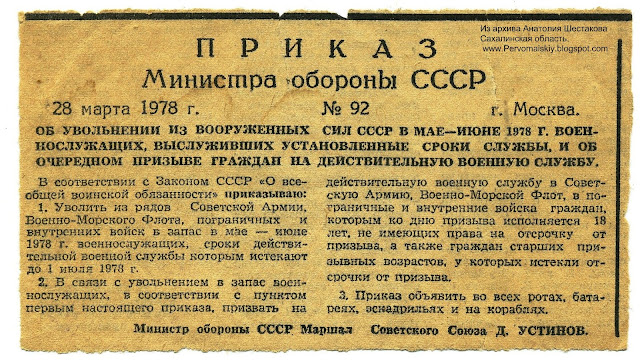 Из архива Анатолия Шестакова
Сахалинская область.
www.Pervomaiskiy.blogspot.com
ПРИКАЗ
Министра обороны СССР
28 марта 1978 г. № 92 г. Москва.
ОБ УВОЛЬНЕНИИ ИЗ ВООРУЖЕННЫХ СИЛ СССР В МАЕ—ИЮНЕ 1978 Г. ВОЕН-
НОСЛУЖАЩИХ, ВЫСЛУЖИВШИХ УСТАНОВЛЕННЫЕ СРОКИ СЛУЖБЫ, И ОБ
ОЧЕРЕДНОМ ПРИЗЫВЕ ГРАЖДАН НА ДЕЙСТВИТЕЛЬНУЮ ВОЕННУЮ СЛУЖБУ.
В соответствии с Законом СССР «О все-
общей воинской обязанности» приказываю:
1. Уволить из рядов Советской Армии,
Военно-Морского Флота, пограничных и
внутренних войск в запас в мае — июне
1978 г. военнослужащих, сроки действи-
тельной военной службы которым истекают
до 1 июля 1978 г.
2. В связи с увольнением в запас воен-
нослужащих, в соответствии с пунктом
первым настоящего приказа, призвать на
действительную военную службу в Совет-
скую Армию, Военно-Морской Флот, в по-
граничные и внутренние войска граждан,
которым ко дню призыва исполняется 18
лет, не имеющих права на отсрочку от
призыва, а также граждан старших при-
зывных возрастов, у которых истекли от-
срочки от призыва.
3. Приказ объявить во всех ротах, бата-
реях, эскадрильях и на кораблях.
Министр обороны СССР Маршал Советского Союза Д. УСТИНОВ.